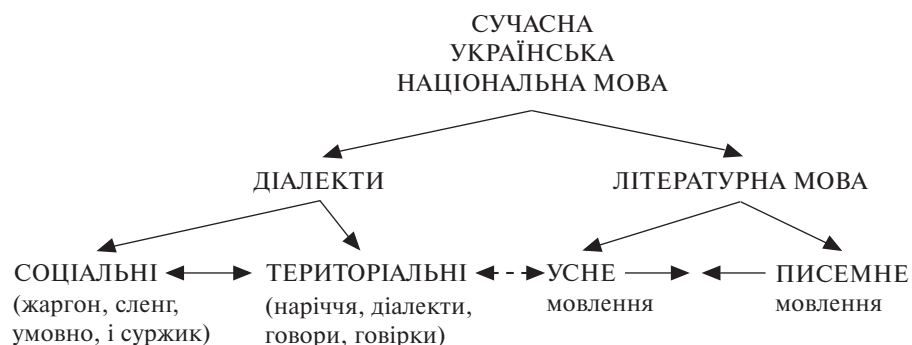 СУЧАСНА
УКРАЇНСЬКА
НАЦІОНАЛЬНА МОВА
ДІАЛЕКТИ
ЛІТЕРАТУРНА МОВА
СОЦІАЛЬНІ
(жаргон, сленг,
умовно, і суржик)
ТЕРИТОРІАЛЬНІ
(наріччя, діалекти,
говори, говірки)
УСНЕ
мовлення
ПИСЕМНЕ
мовлення